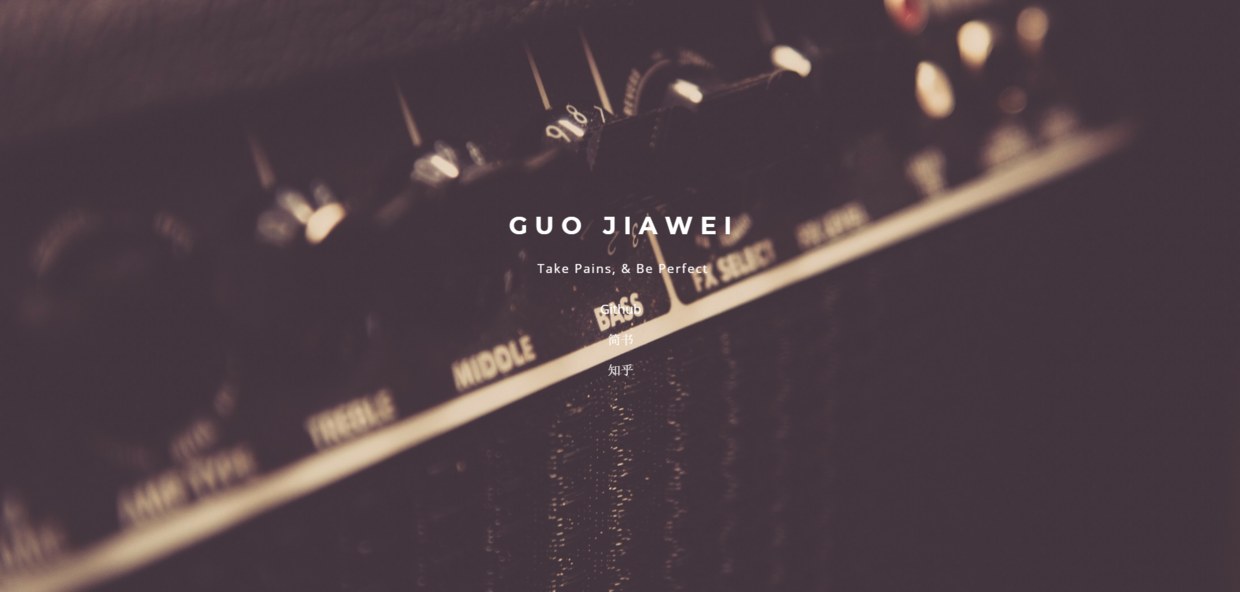 GUO JIAWEI
Take Pains, & Be Perfect
Github
简书
知乎
BASS
FX SELECT
MIDDLE
TREBLE
AMP TYPE